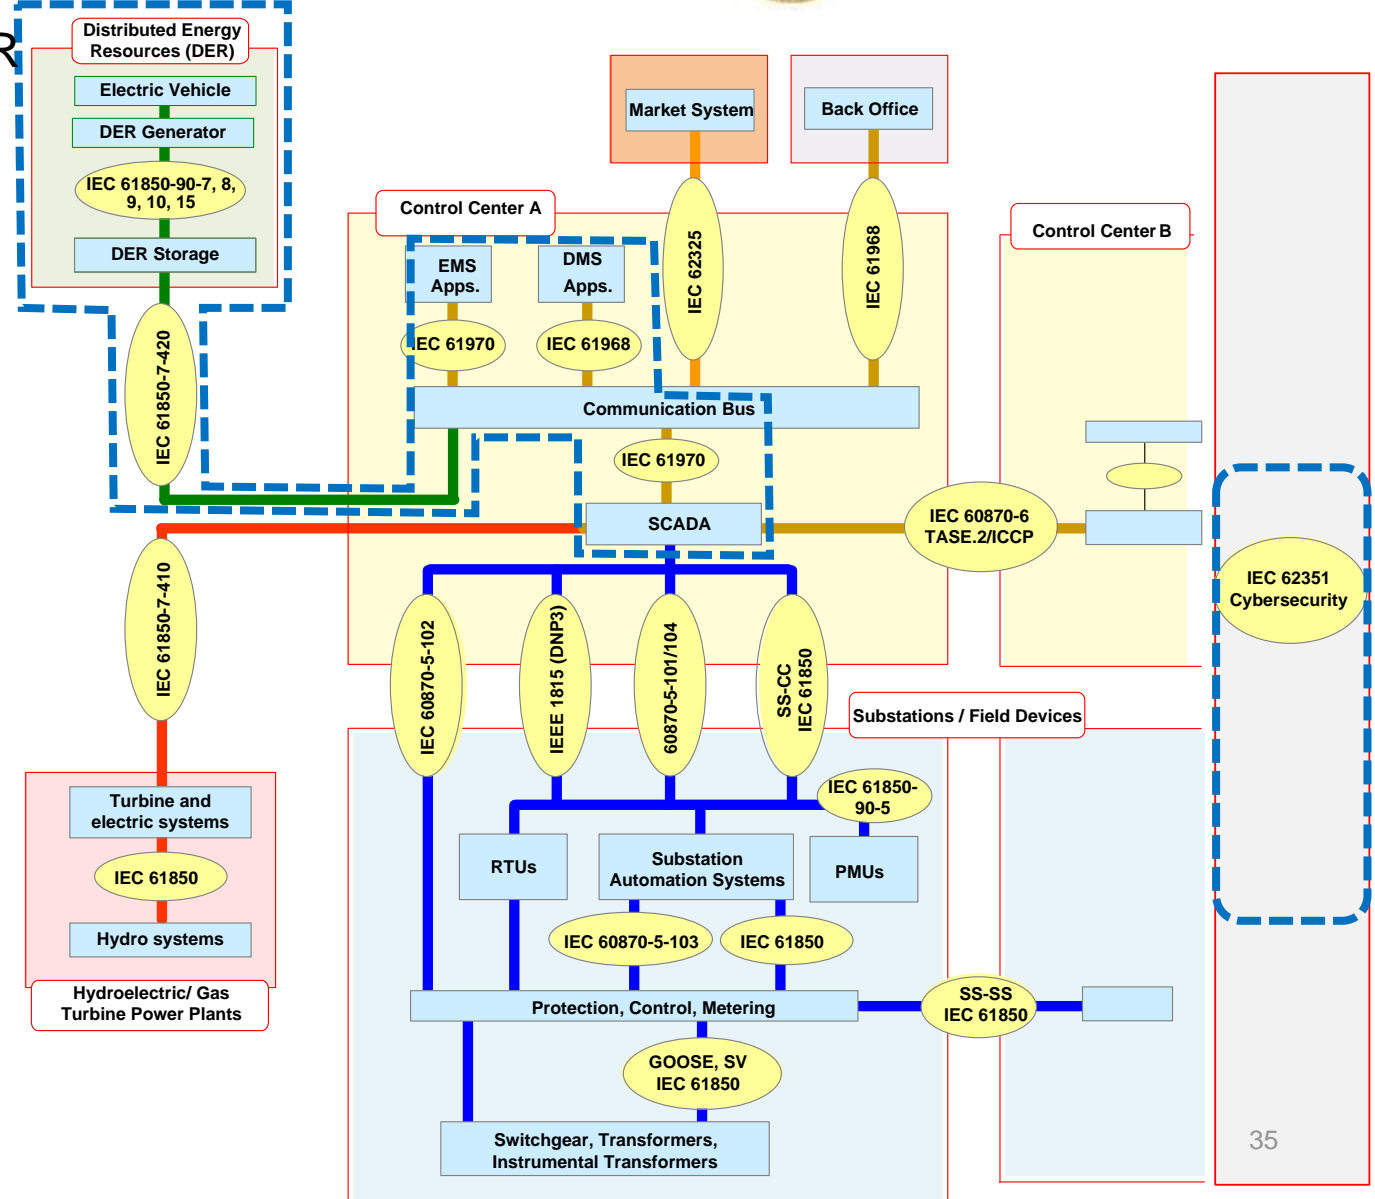 R
Distributed Energy
Resources (DER)
Electric Vehicle
DER Generator
IEC 61850-90-7, 8,
9, 10, 15
DER Storage
IEC 61850-7-420
Market System
Back Office
IEC 62325
IEC 61968
Control Center A
EMS
Apps.
DMS
Apps.
IEC 61970
IEC 61968
Communication Bus
IEC 61970
SCADA
Control Center B
IEC 60870-6
TASE.2/ICCP
IEC 62351
Cybersecurity
IEC 61850-7-410
IEC 60870-5-102
IEEE 1815 (DNP3)
60870-5-101/104
SS-CC
IEC 61850
Substations / Field Devices
IEC 61850-
90-5
Turbine and
electric systems
IEC 61850
Hydro systems
Hydroelectric/ Gas
Turbine Power Plants
RTUs
Substation
Automation Systems
PMUs
IEC 60870-5-103
IEC 61850
Protection, Control, Metering
SS-SS
IEC 61850
GOOSE, SV
IEC 61850
Switchgear, Transformers,
Instrumental Transformers
35